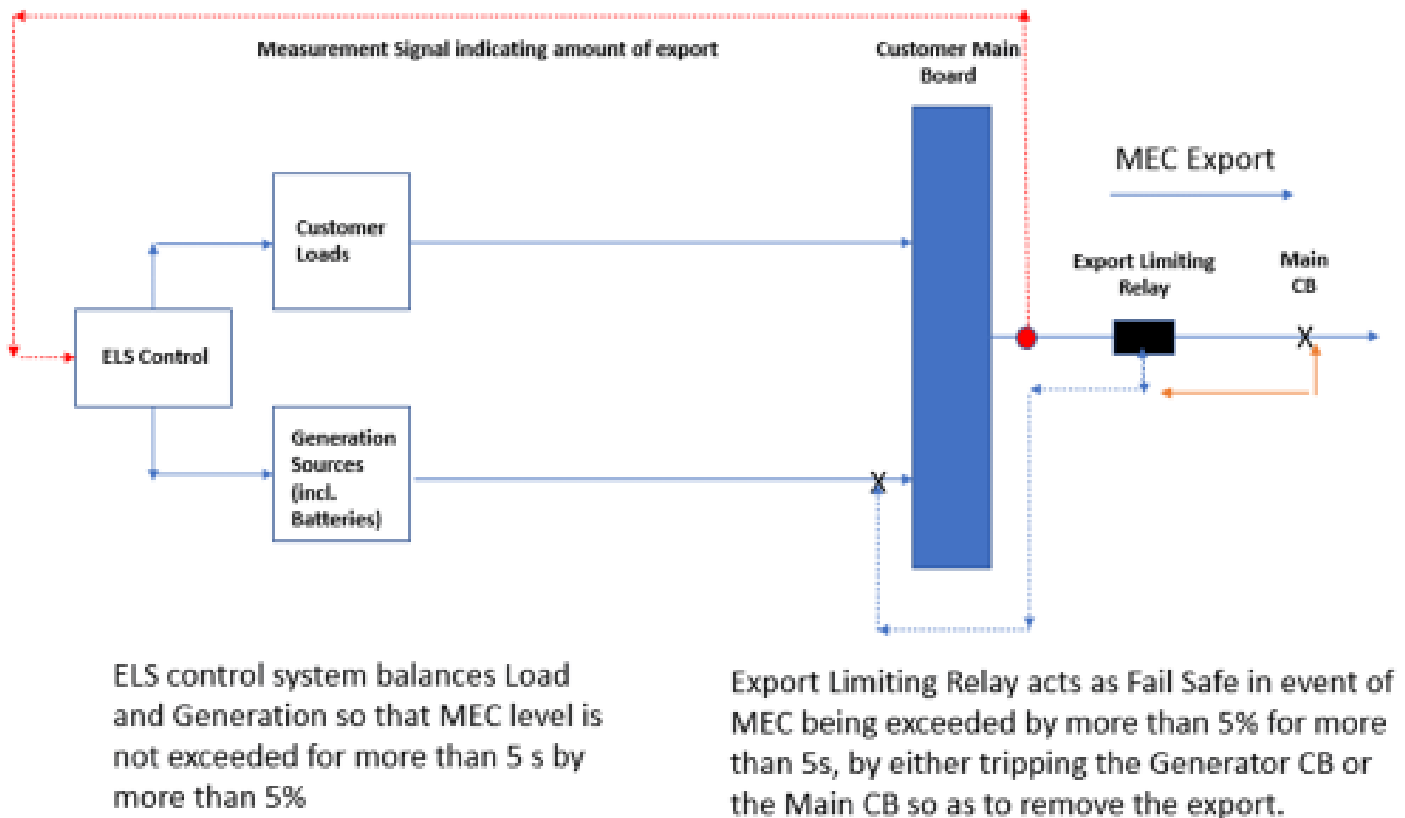 Measurement Signal indicating amount of export
Customer Main
Board
MEC Export
Customer
Loads
Export Limiting
Relay
Main
CB
X
ELS Control
Generation
Sources
(incl.
Batteries)
X
ELS control system balances Load
and Generation so that MEC level is
not exceeded for more than 5 s by
more than 5%
Export Limiting Relay acts as Fail Safe in event of
MEC being exceeded by more than 5% for more
than 5s, by either tripping the Generator CB or
the Main CB so as to remove the export.